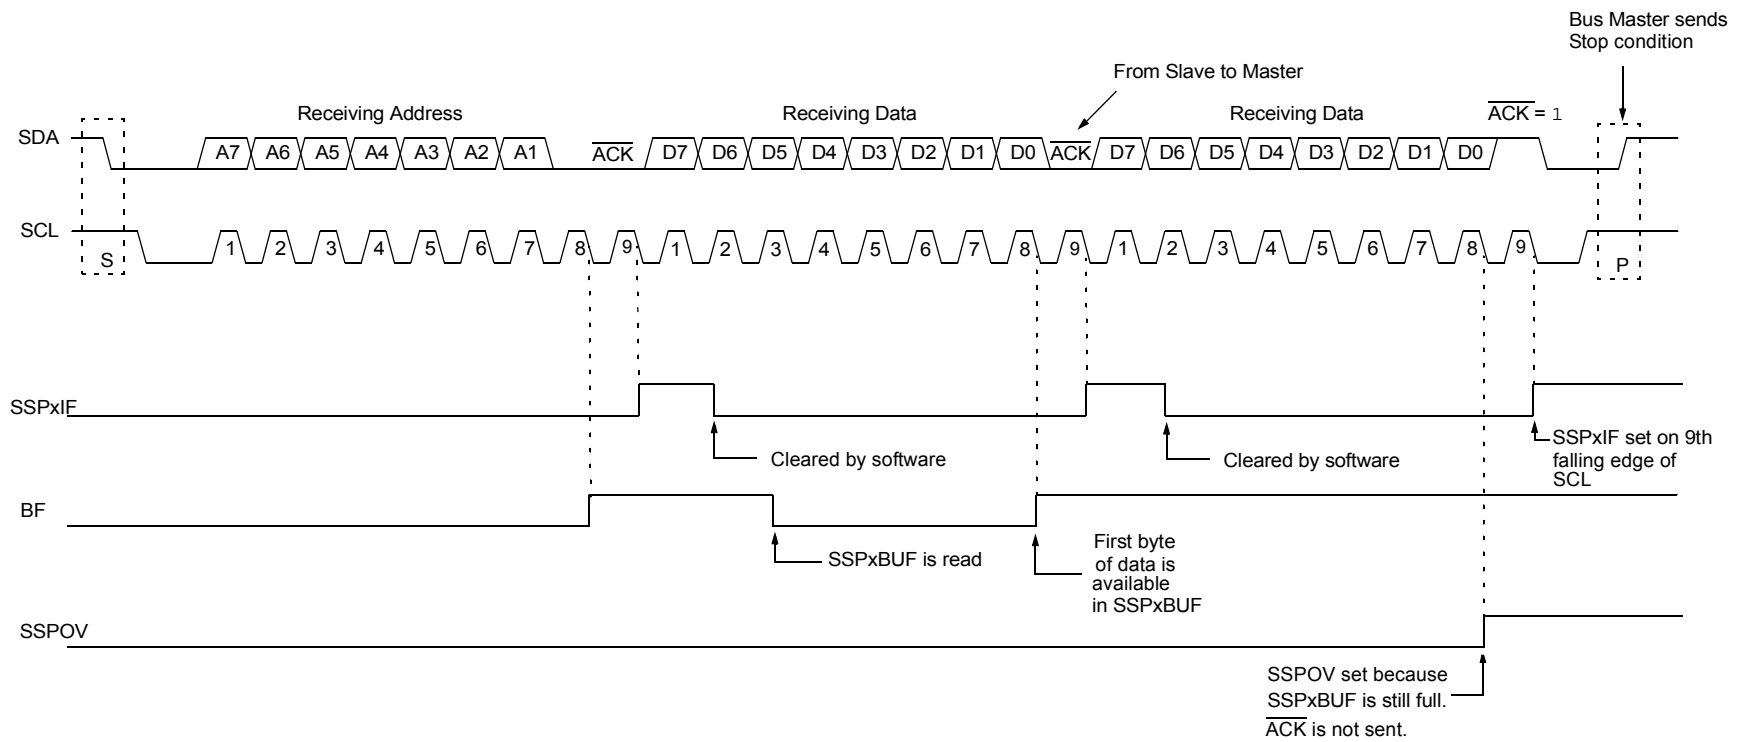 Bus Master sends
Stop condition
From Slave to Master
Receiving Address
Receiving Data
Receiving Data
ACK = 1
SDA
A7 A6 A5 A4 A3 A2 A1 ACK D7 D6 D5 D4 D3 D2 D1 D0 ACK D7 D6 D5 D4 D3 D2 D1 D0
SCL
1 2 3 4 5 6 7 8 9 1 2 3 4 5 6 7 8 9 1 2 3 4 5 6 7 8 9
S
P
SSPxIF
Cleared by software
Cleared by software
SSPxIF set on 9th
falling edge of
SCL
BF
SSPxBUF is read
First byte
of data is
available
in SSPxBUF
SSPOV
SSPOV set because
SSPxBUF is still full.
ACK is not sent.